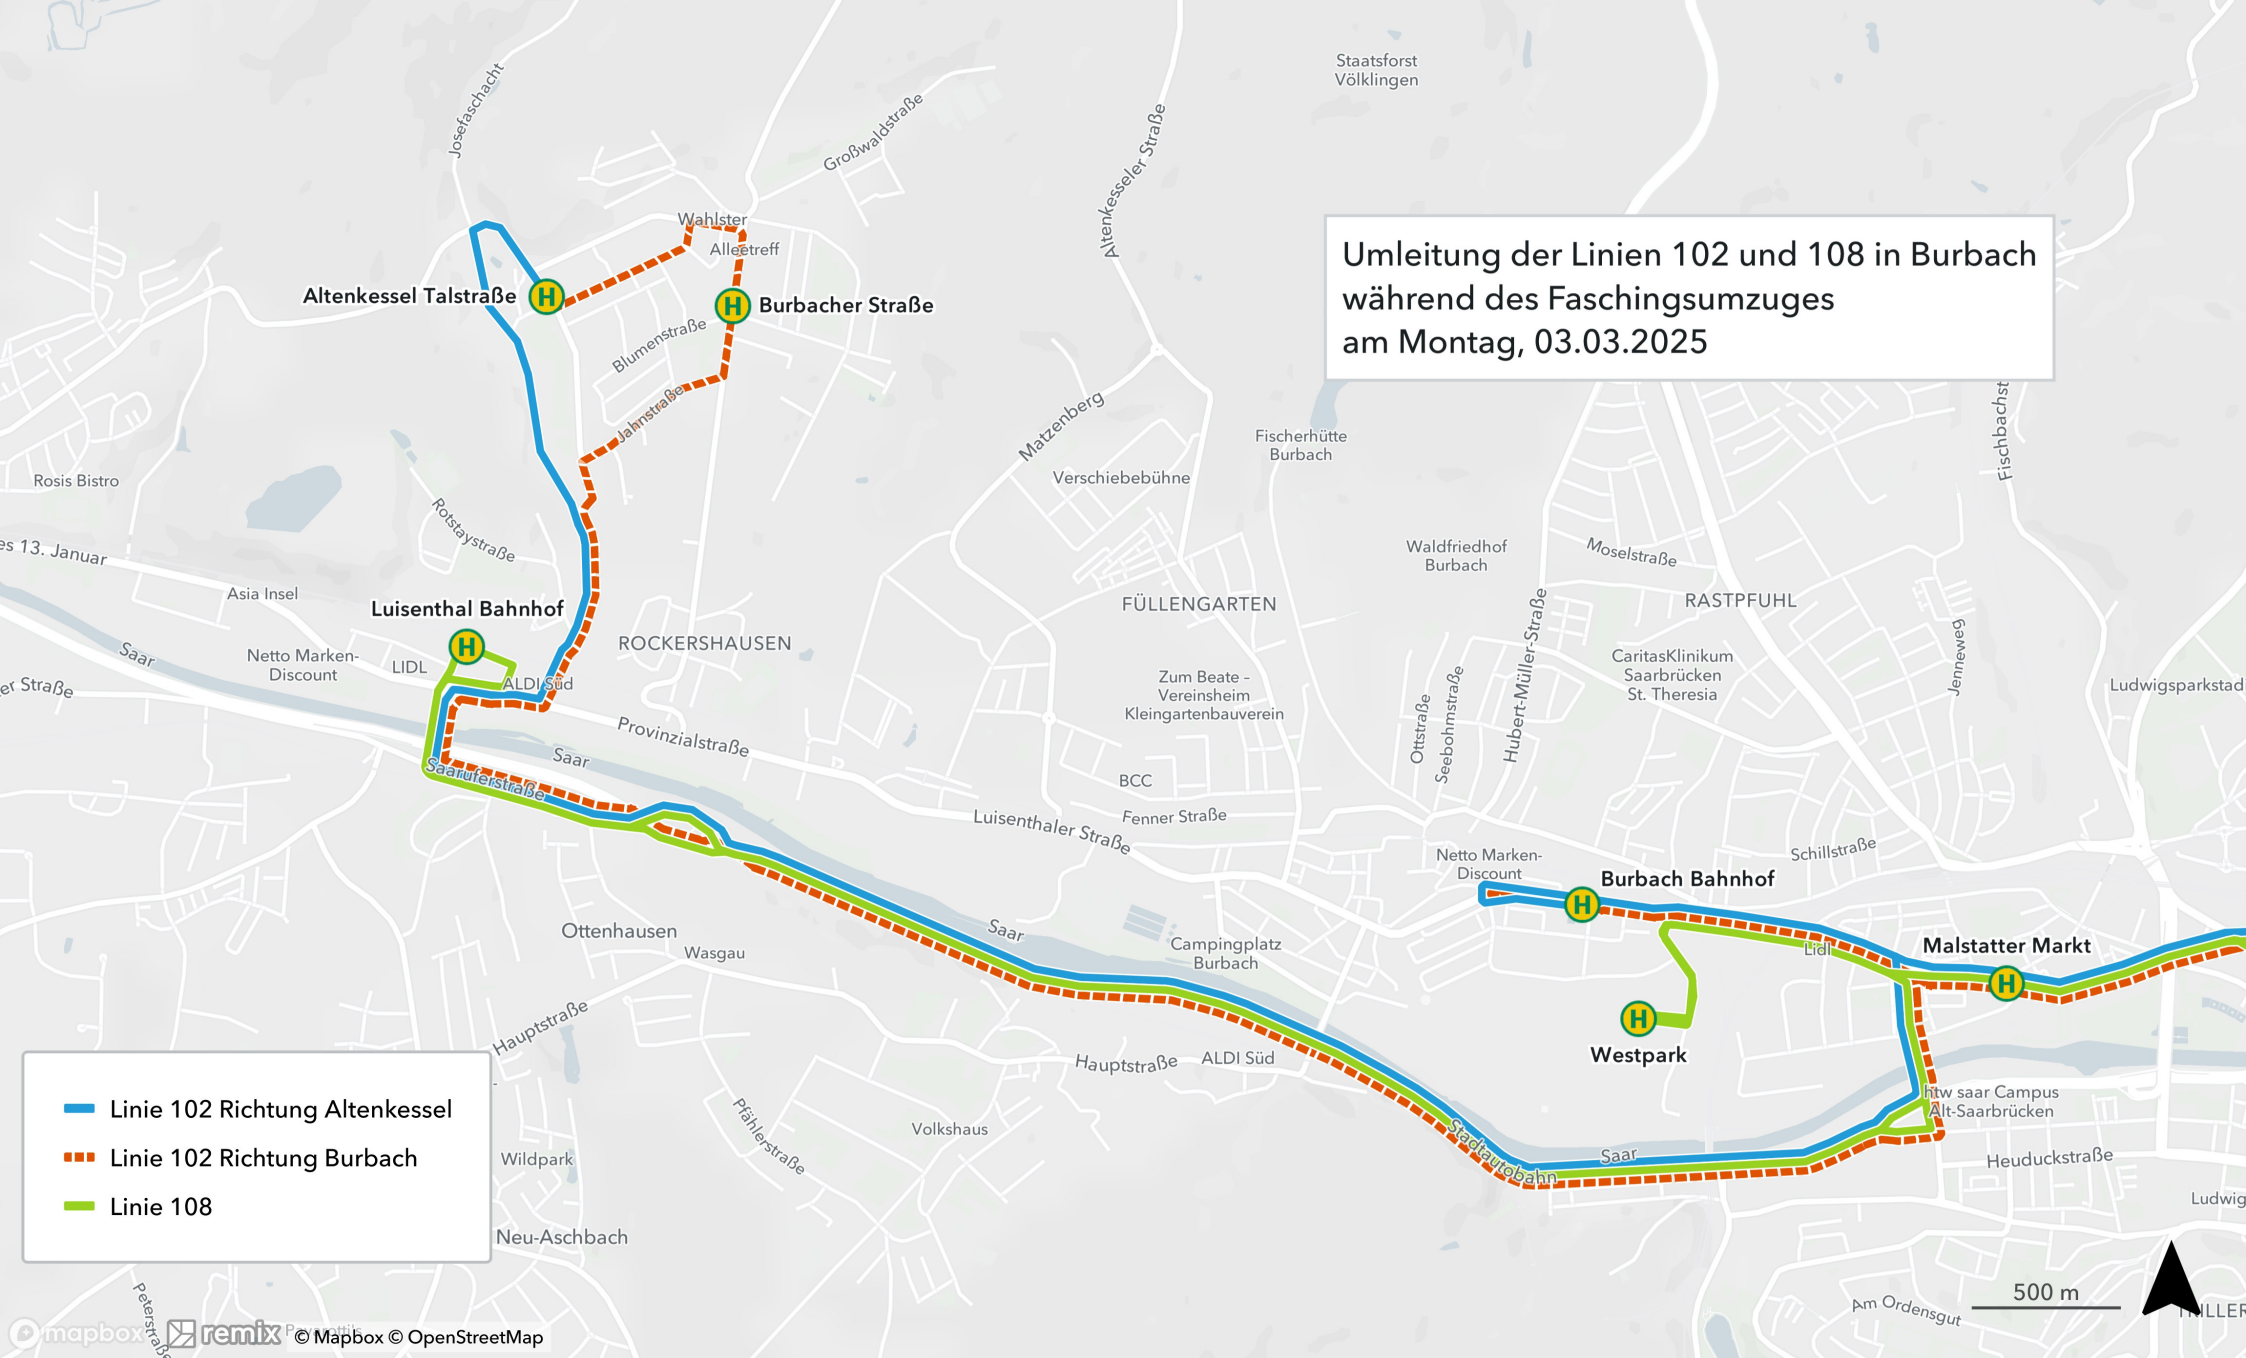 Josefaschacht
Großwaldstraße
Altenkesseler Straße
Staatsforst
Völklingen
Wahlster
Alleetreff
Altenkessel Talstraße
H
H
Burbacher Straße
Umleitung der Linien 102 und 108 in Burbach
während des Faschingsumzuges
am Montag, 03.03.2025
Blumenstraße
Jahnstraße
Matzenberg
Fischerhütte
Burbach
Fischbachst
Rosis Bistro
Verschiebebühne
Rotstaystraße
es 13. Januar
Waldfriedhof
Burbach
Moselstraße
Asia Insel
Luisenthal Bahnhof
H
FÜLLENGARTEN
RASTPFUHL
Hubert-Müller-Straße
Jenneweg
Saar
Netto Marken-
Discount
LIDL
ALDI Süd
ROCKERSHAUSEN
er Straße
Zum Beate –
Vereinsheim
Kleingartenbauverein
CaritasKlinikum
Saarbrücken
St. Theresia
Ludwigsparkstad
Ottstraße
Seebohmstraße
Provinzialstraße
Saar
Saaruferstraße
BCC
Fenner Straße
Luisenthaler Straße
Netto Marken-
Discount
Schillstraße
Burbach Bahnhof
H
Ottenhausen
Wasgau
Saar
Campingplatz
Burbach
Lidl
Malstatter Markt
H
H
Westpark
Hauptstraße
Hauptstraße
ALDI Süd
htw saar Campus
Alt-Saarbrücken
Linie 102 Richtung Altenkessel
Linie 102 Richtung Burbach
Linie 108
Pfählerstraße
Volkshaus
Stadtautobahn
Saar
Heuduckstraße
Wildpark
Ludwig
Neu-Aschbach
Peterstraße
Am Ordensgut
500 m
TRILLER
mapbox
remix
© Mapbox © OpenStreetMap